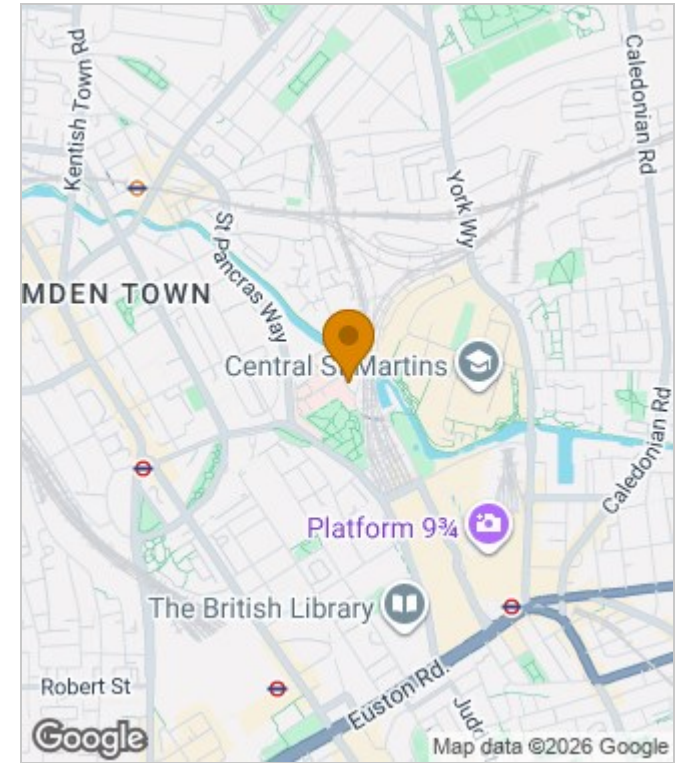 Kentish Town Rd
Caledonian Rd
York Wy
St Pancras Way
MDEN TOWN
Central St Martins
Caledonian Rd
Platform 9¾
The British Library
Robert St
Euston Rd.
Judd
Google
Map data ©2026 Google